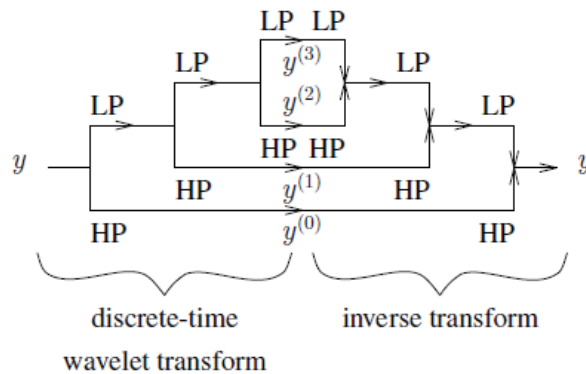 LP LP
LP y^{(3)} LP
y^{(2)}
LP LP
HP HP
y y
HP y^{(1)} HP
HP y^{(0)} HP
discrete-time inverse transform
wavelet transform